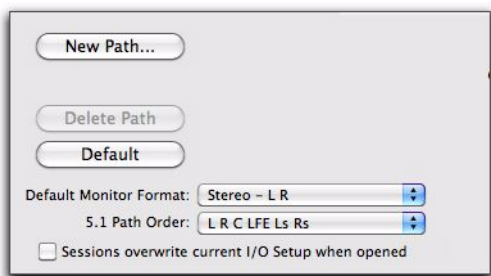 New Path...
Delete Path
Default
Default Monitor Format: Stereo – L R
5.1 Path Order: L R C LFE Ls Rs
Sessions overwrite current I/O Setup when opened